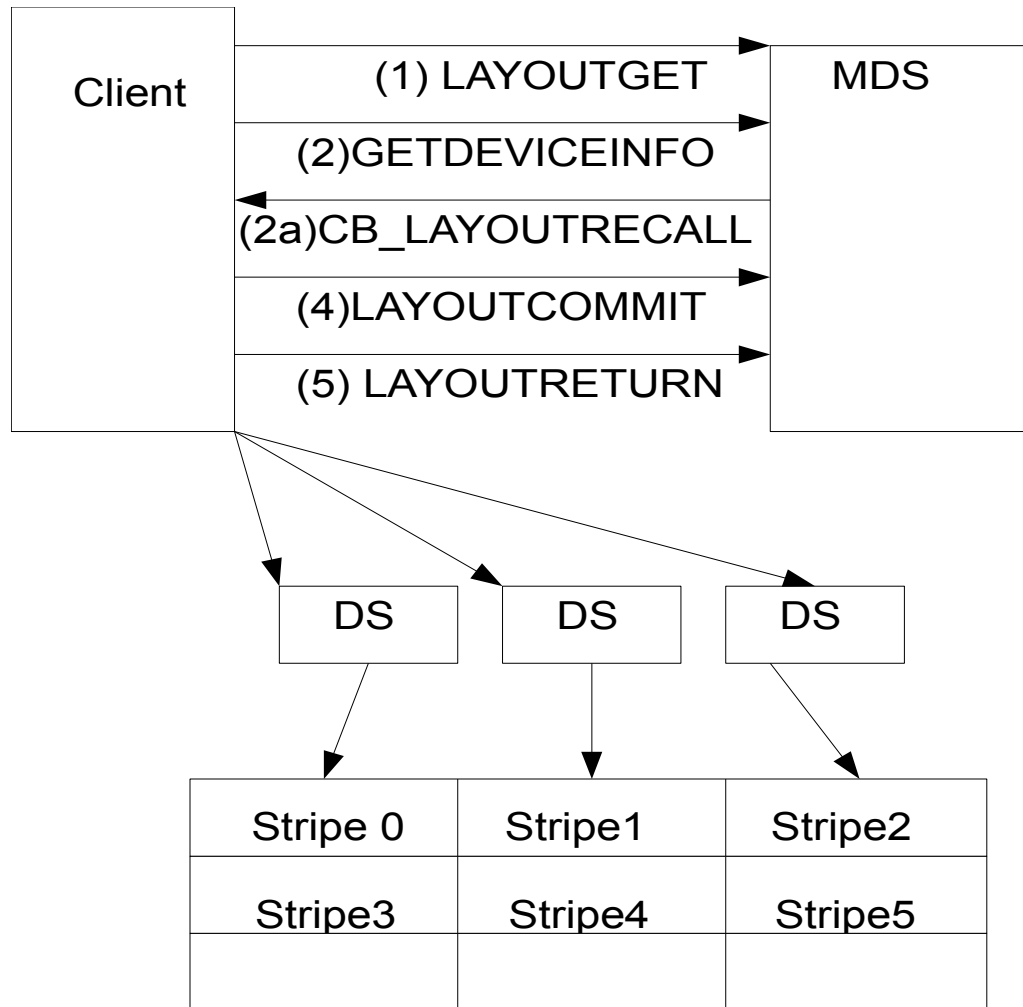 Client
MDS
(1) LAYOUTGET
(2)GETDEVICEINFO
(2a)CB_LAYOUTRECALL
(4)LAYOUTCOMMIT
(5) LAYOUTRETURN
DS
DS
DS
Stripe 0
Stripe1
Stripe2
Stripe3
Stripe4
Stripe5